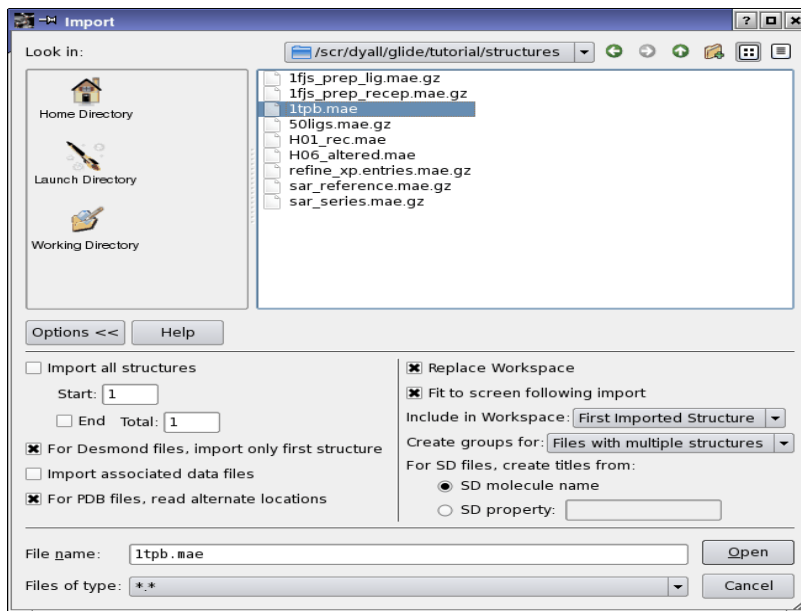 Import
Look in:
/scr/dyall/glide/tutorial/structures
Home Directory
Launch Directory
Working Directory
1fjs_prep_lig.mae.gz
1fjs_prep_recep.mae.gz
1tpb.mae
50ligs.mae.gz
H01_rec.mae
H06_altered.mae
refine_xp.entries.mae.gz
sar_reference.mae.gz
sar_series.mae.gz
Options <<
Help
Import all structures
Start: 1
End Total: 1
For Desmond files, import only first structure
Import associated data files
For PDB files, read alternate locations
Replace Workspace
Fit to screen following import
Include in Workspace: First Imported Structure
Create groups for: Files with multiple structures
For SD files, create titles from:
SD molecule name
SD property:
File name: 1tpb.mae
Open
Files of type: *.*
Cancel